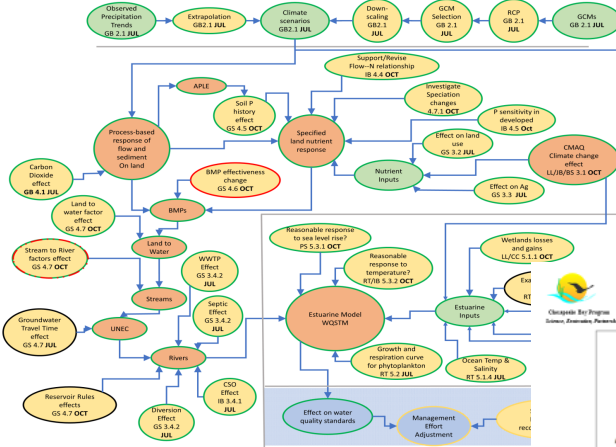 Observed
Precipitation
Trends
GB 2.1 JUL
Extrapolation
GB2.1 JUL
Climate
scenarios
GB2.1 JUL
Down-
scaling
GB2.1
JUL
GCM
Selection
GB 2.1
JUL
RCP
GB 2.1
JUL
GCMs
GB 2.1 JUL
Support/Revise
Flow--N relationship
IB 4.4 OCT
APLE
Soil P
history
effect
GS 4.5 OCT
Investigate
Speciation
changes
4.7.1 OCT
Process-based
response of
flow and
sediment
On land
Specified
land nutrient
response
P sensitivity in
developed
IB 4.5 Oct
Effect on land
use
GS 3.2 JUL
CMAQ
Climate change
effect
LL/JB/BS 3.1 OCT
Nutrient
Inputs
Effect on Ag
GS 3.3 JUL
Carbon
Dioxide
effect
GB 4.1 JUL
BMP effectiveness
change
GS 4.6 OCT
BMPs
Land to
water factor
effect
GS 4.7 OCT
Land to
Water
Stream to River
factors effect
GS 4.7 OCT
Streams
WWTP
Effect
GS 3.4.2
JUL
Septic
Effect
GS 3.4.2
JUL
Groundwater
Travel Time
effect
GS 4.7 JUL
UNEC
Rivers
Reservoir Rules
effects
GS 4.7 OCT
Diversion
Effect
GS 3.4.2
JUL
CSO
Effect
IB 3.4.1
JUL
Reasonable response
to sea level rise?
PS 5.3.1 OCT
Reasonable
response to
temperature?
RT/IB 5.3.2 OCT
Wetlands losses
and gains
LL/CC 5.1.1 OCT
Exa
RT
Estuarine Model
WQSTM
Estuarine
Inputs
Growth and
respiration curve
for phytoplankton
RT 5.2 JUL
Ocean Temp &
Salinity
RT 5.1.4 JUL
Effect on water
quality standards
Management
Effort
Adjustment
reco
Chesapeake Bay Program
Science, Restoration, Partnersh